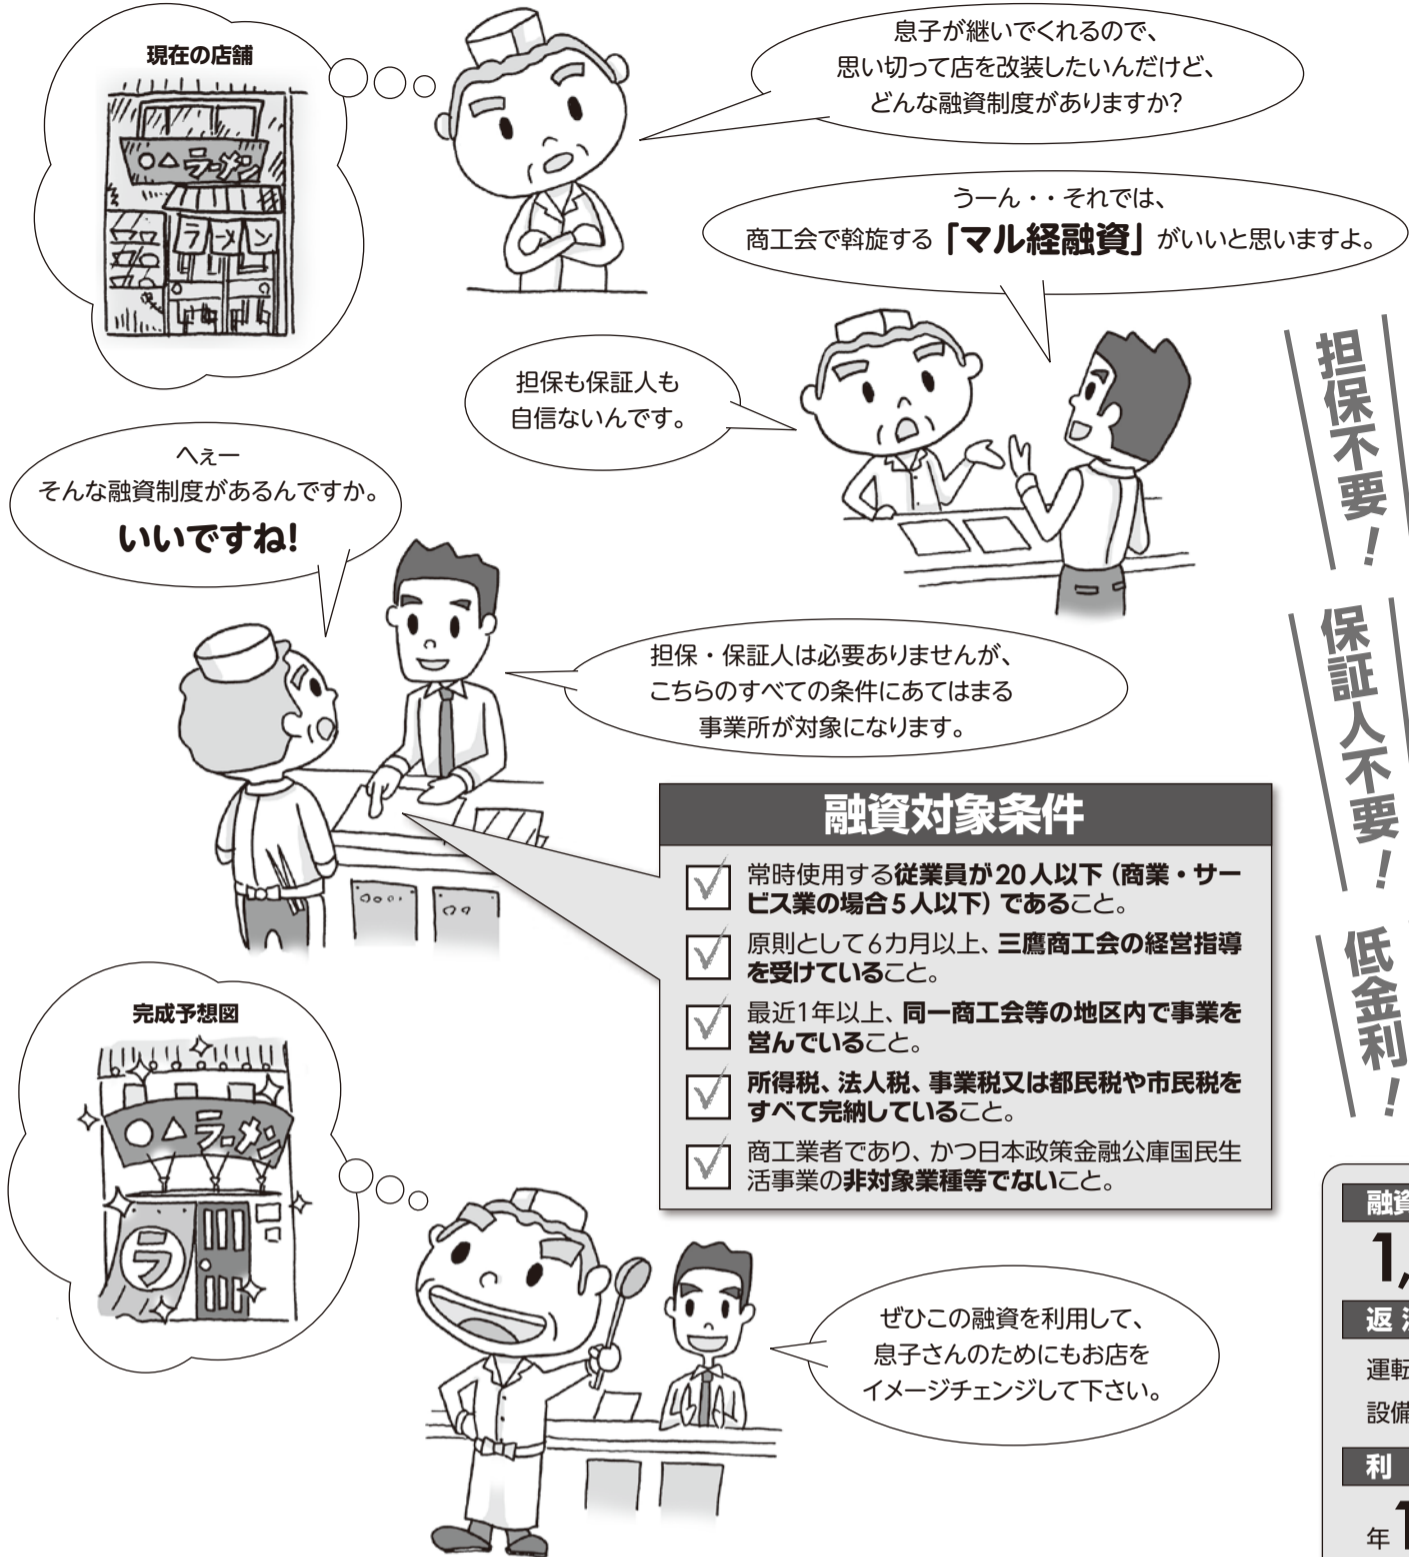 現在の店舗
○△ラーメン
ラーメン
息子が継いでくれるので、
思い切って店を改装したいんだけど、
どんな融資制度がありますか?
うーん・・それでは、
商工会で斡旋する「マル経融資」がいいと思いますよ。
担保も保証人も
自信ないんです。
へぇー
そんな融資制度があるんですか。
いいですね!
担保・保証人は必要ありませんが、
こちらのすべての条件にあてはまる
事業所が対象になります。
融資対象条件
常時使用する従業員が20人以下（商業・サー
ビス業の場合5人以下）であること。
原則として6カ月以上、三鷹商工会の経営指導
を受けていること。
最近1年以上、同一商工会等の地区内で事業を
営んでいること。
所得税、法人税、事業税又は都民税や市民税を
すべて完納していること。
商工業者であり、かつ日本政策金融公庫国民生
活事業の非対象業種等でないこと。
完成予想図
○△ラーメン
ラ
ぜひこの融資を利用して、
息子さんのためにもお店を
イメージチェンジして下さい。
担保不要！
保証人不要！
低金利！
融資
1,
返
運転
設備
利
年1